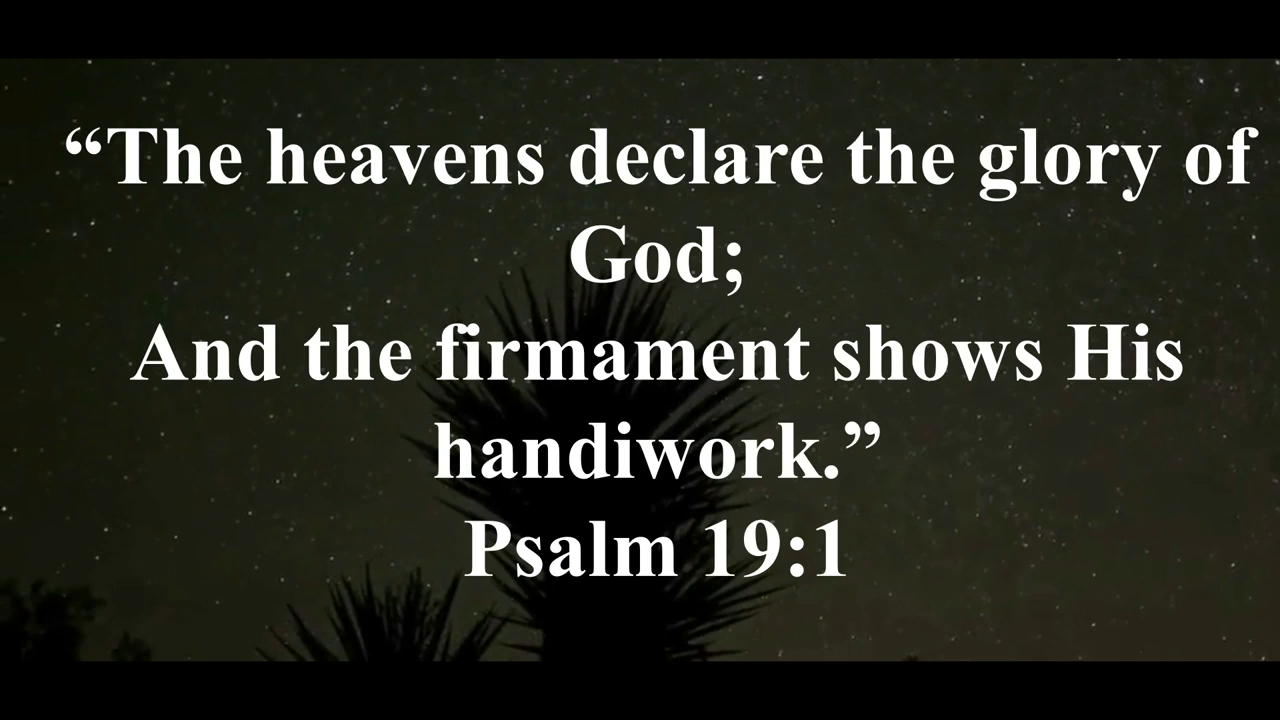 “The heavens declare the glory of
God;
And the firmament shows His
handiwork.”
Psalm 19:1